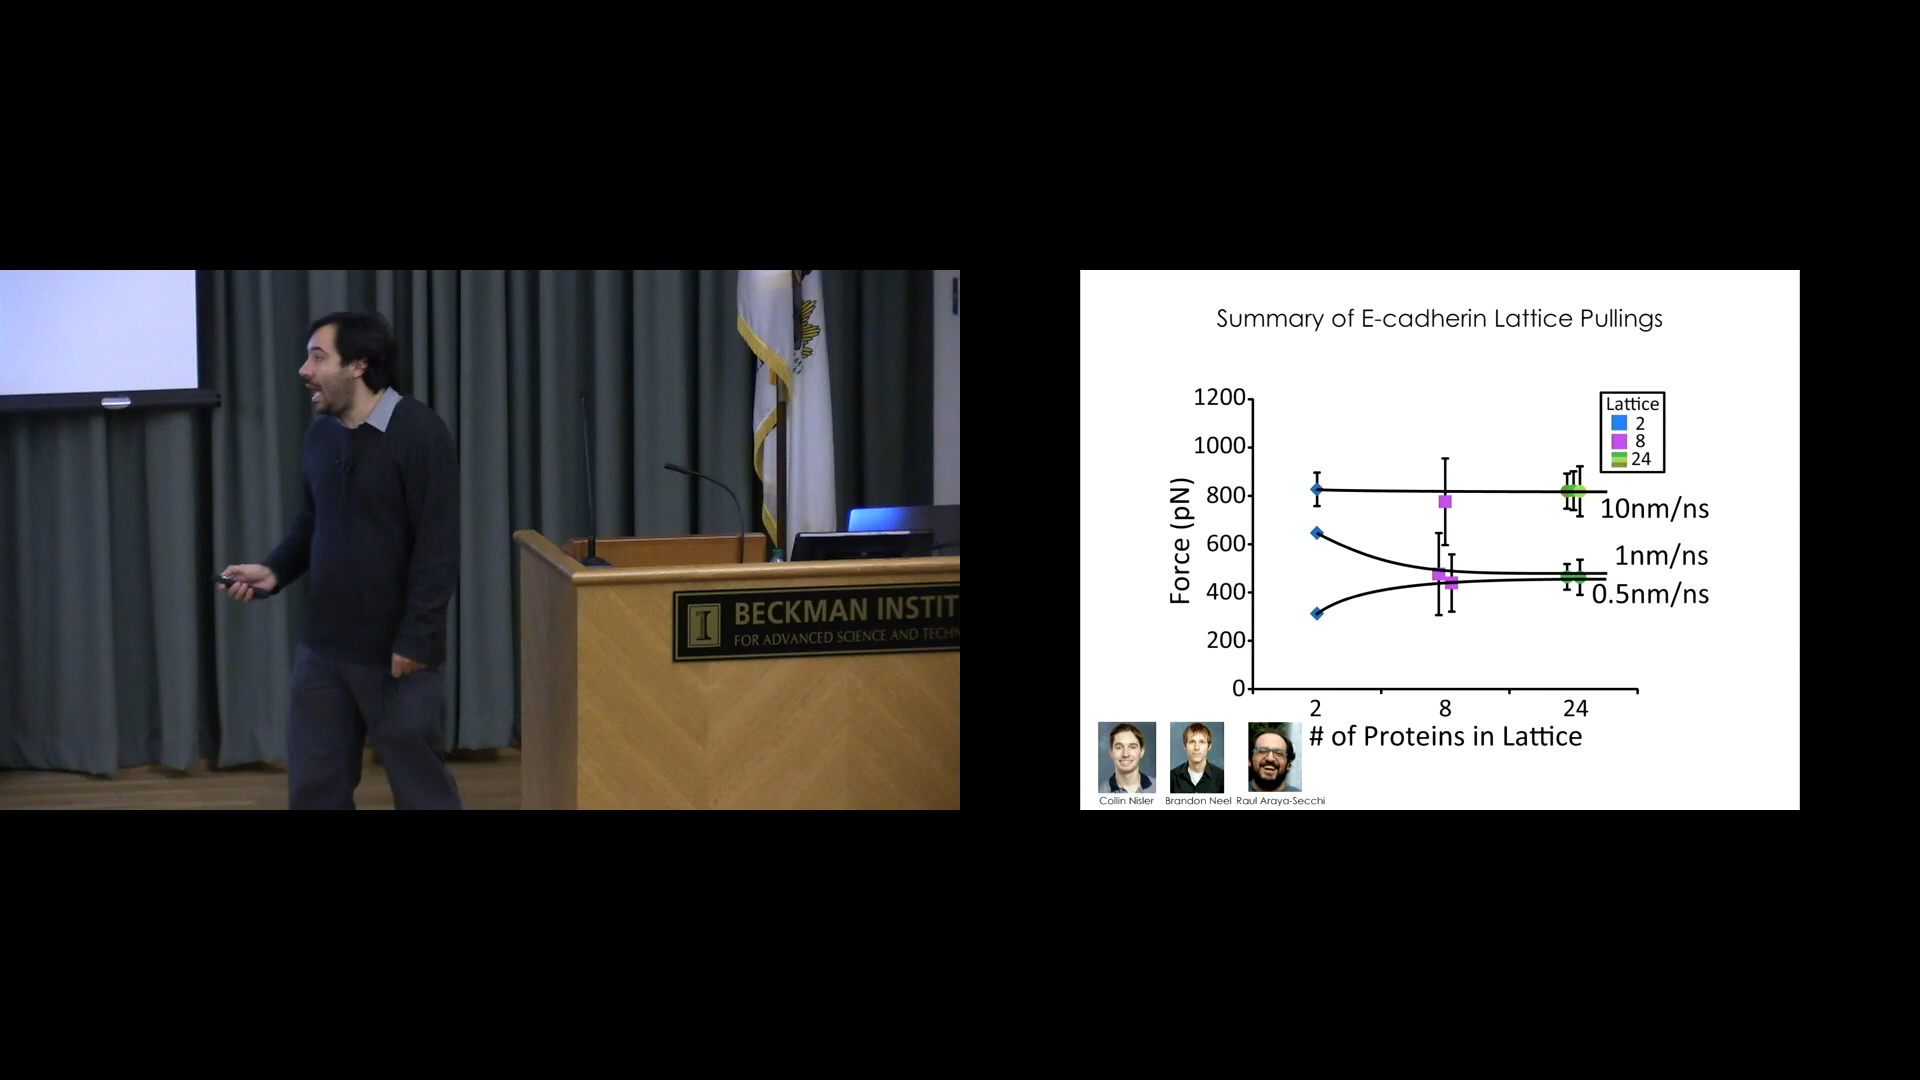 BECKMAN INSTIT
FOR ADVANCED SCIENCE AND TECHN
Summary of E-cadherin Lattice Pullings
1200
1000
800
600
400
200
0
Force (pN)
Lattice
2
8
24
10nm/ns
1nm/ns
0.5nm/ns
2 8 24
# of Proteins in Lattice
Collin Nisler Brandon Neel Raul Araya-Secchi